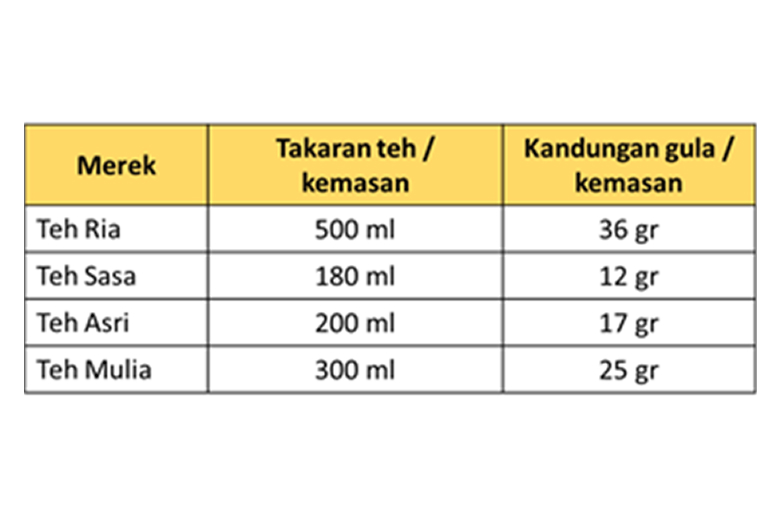 Merek
Takaran teh /
kemasan
Kandungan gula /
kemasan
Teh Ria 500 ml 36 gr
Teh Sasa 180 ml 12 gr
Teh Asri 200 ml 17 gr
Teh Mulia 300 ml 25 gr